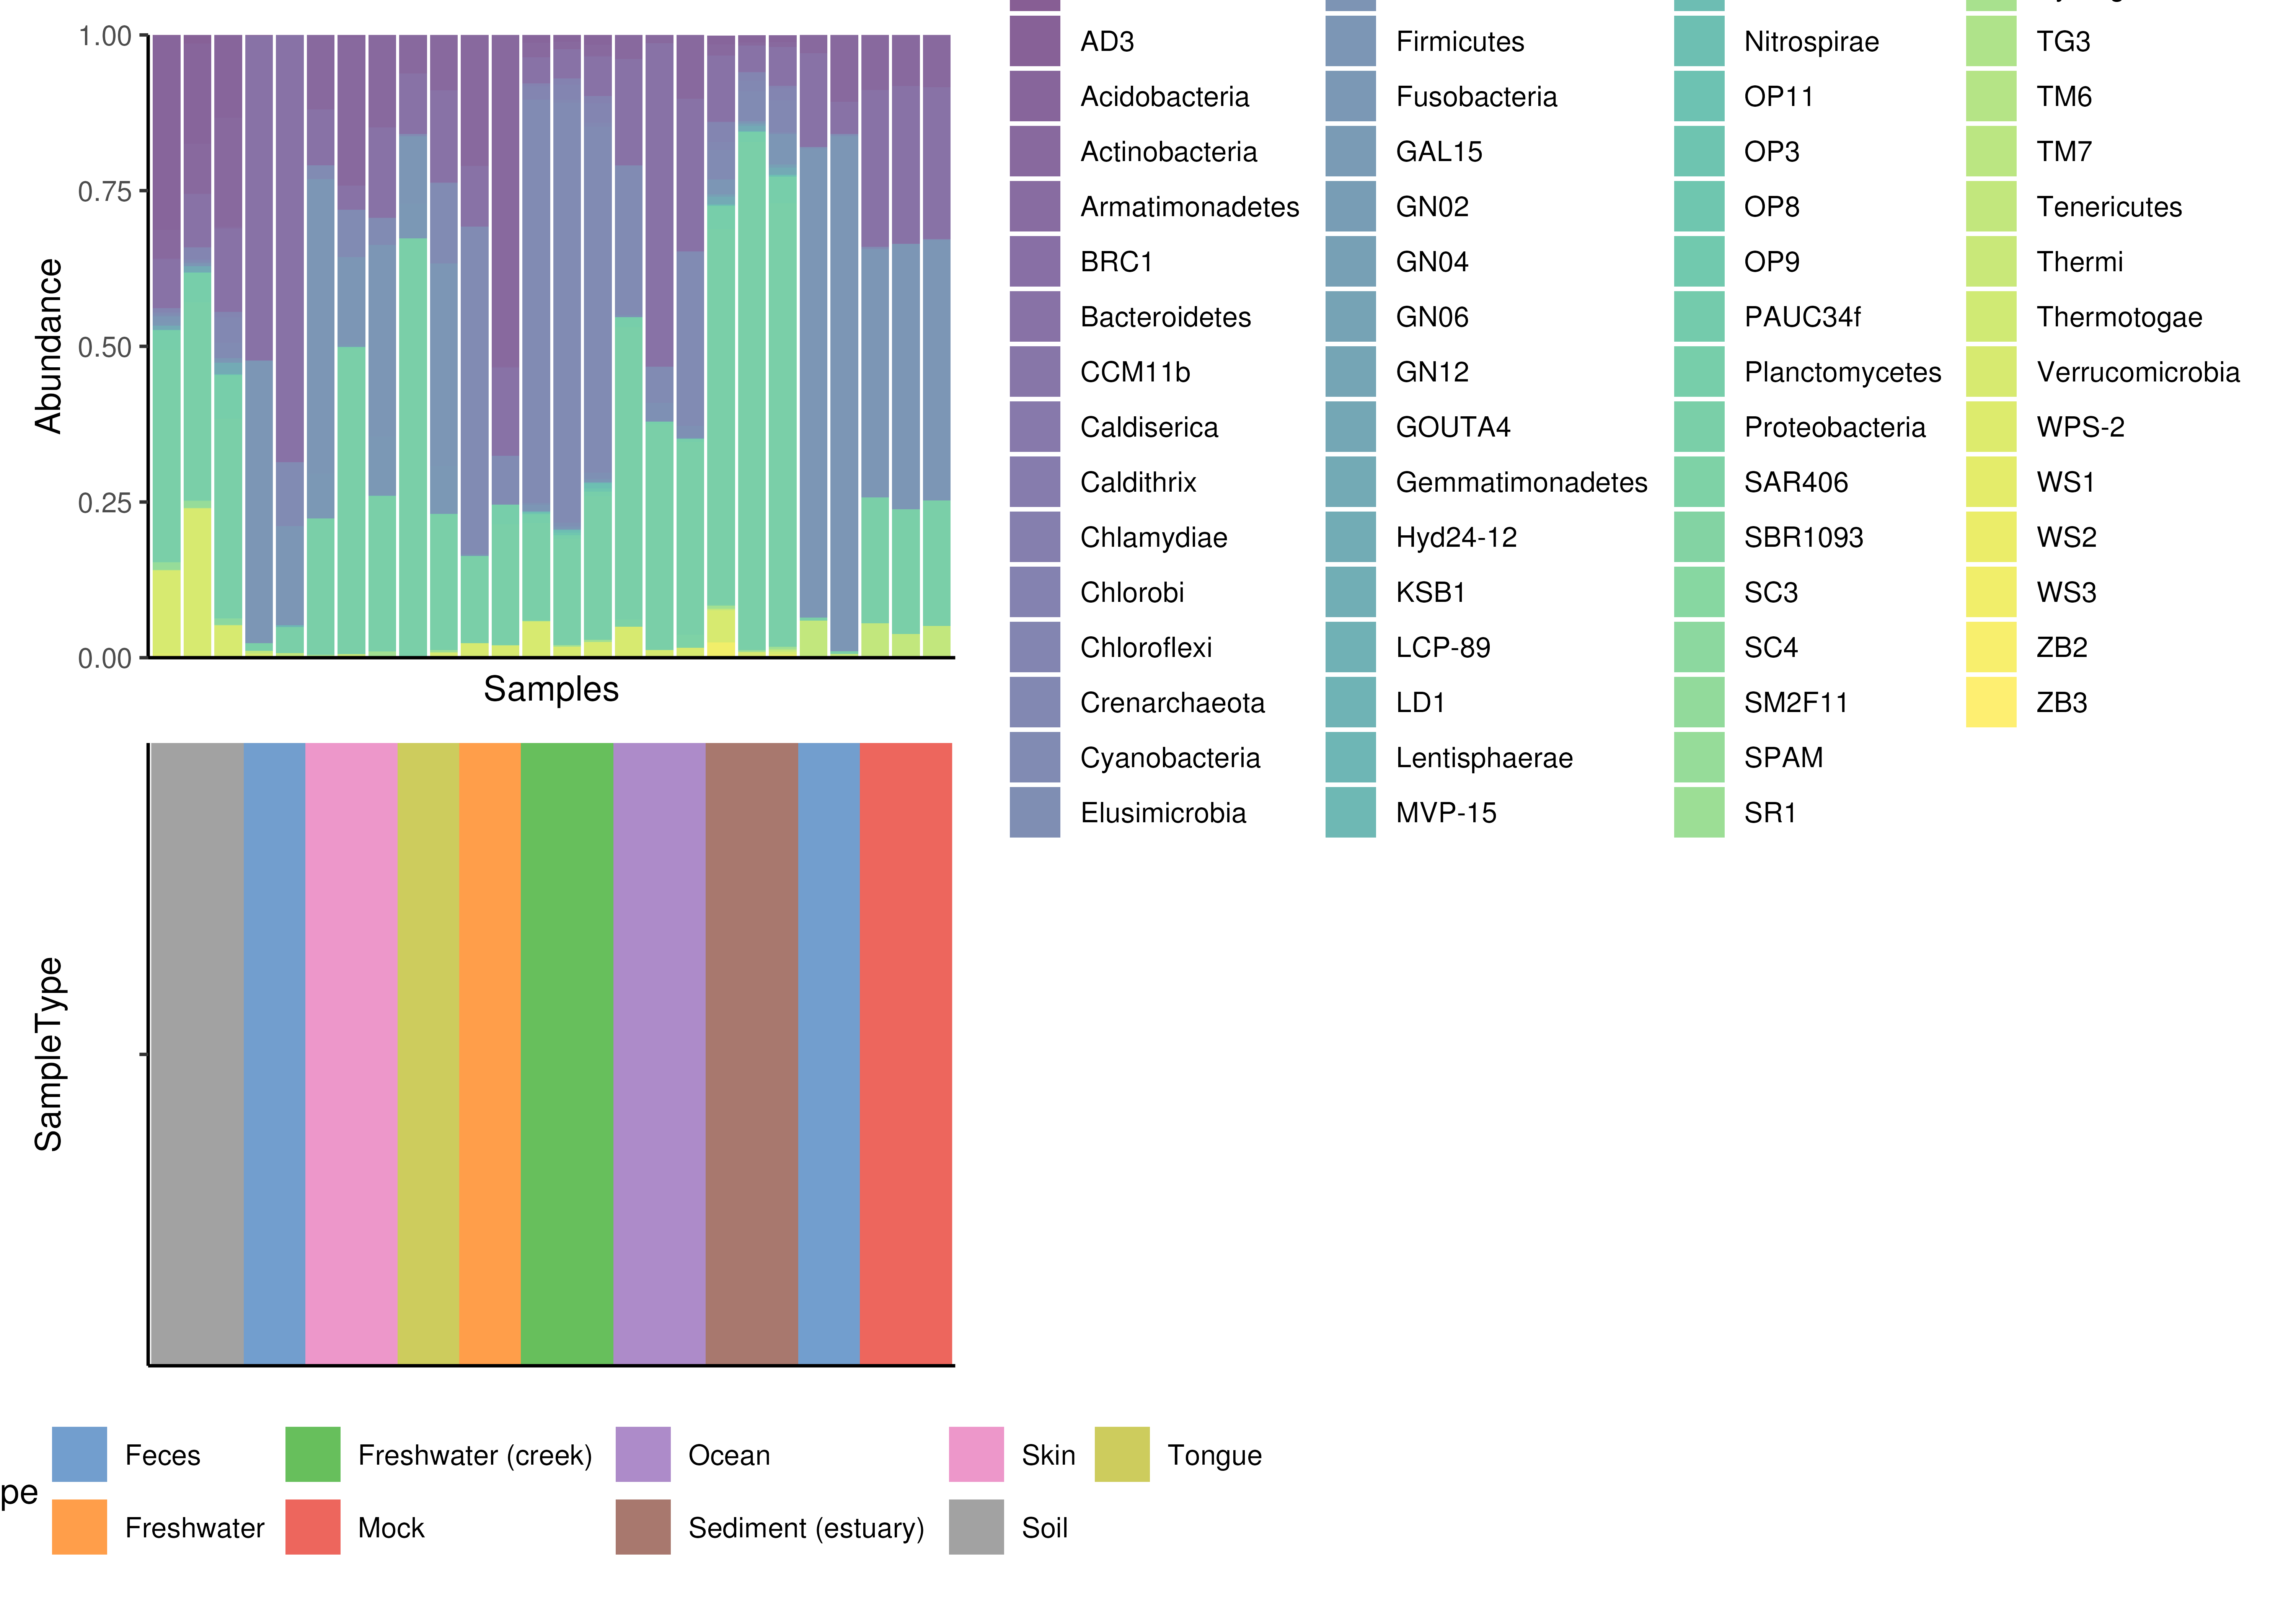 1.00
0.75
0.50
0.25
0.00
Abundance
Samples
AD3
Acidobacteria
Actinobacteria
Armatimonadetes
BRC1
Bacteroidetes
CCM11b
Caldiserica
Caldithrix
Chlamydiae
Chlorobi
Chloroflexi
Crenarchaeota
Cyanobacteria
Elusimicrobia
Firmicutes
Fusobacteria
GAL15
GN02
GN04
GN06
GN12
GOUTA4
Gemmatimonadetes
Hyd24-12
KSB1
LCP-89
LD1
Lentisphaerae
MVP-15
Nitrospirae
OP11
OP3
OP8
OP9
PAUC34f
Planctomycetes
Proteobacteria
SAR406
SBR1093
SC3
SC4
SM2F11
SPAM
SR1
TG3
TM6
TM7
Tenericutes
Thermi
Thermotogae
Verrucomicrobia
WPS-2
WS1
WS2
WS3
ZB2
ZB3
SampleType
pe
Feces
Freshwater
Freshwater (creek)
Mock
Ocean
Sediment (estuary)
Skin
Soil
Tongue